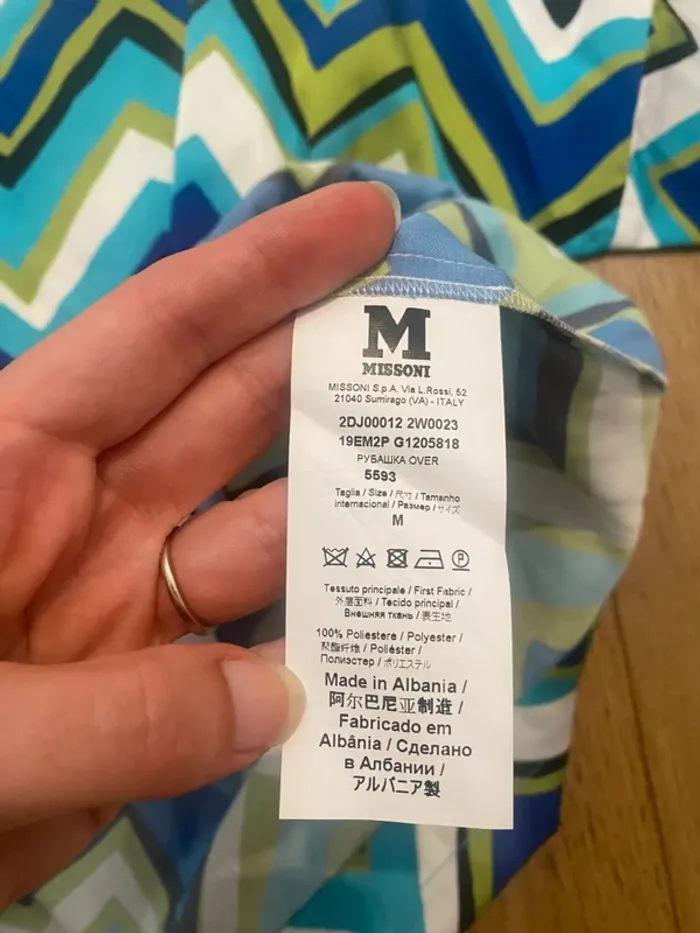 M
MISSONI
MISSONI S.p.A. Via L.Rossi, 52
21040 Sumirago (VA) - ITALY
2DJ00012 2W0023
19EM2P G1205818
РУБАШКА OVER
5593
Taglia / Size / 尺寸 / Tamanho
internacional / Размер / サイズ
M
P
Tessuto principale / First Fabric /
外层面料 / Tecido principal /
Внешняя ткань / 表生地
100% Poliestere / Polyester /
聚酯纤维 / Poliéster /
Полиэстер / ポリエステル
Made in Albania /
阿尔巴尼亚制造 /
Fabricado em
Albânia / Сделано
в Албании /
アルバニア製